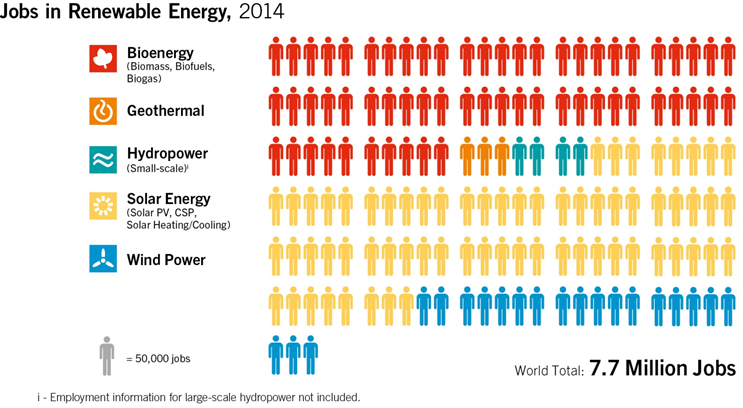 Jobs in Renewable Energy, 2014
Bioenergy
(Biomass, Biofuels,
Biogas)
Geothermal
Hydropower
(Small-scale)ⁱ
Solar Energy
(Solar PV, CSP,
Solar Heating/Cooling)
Wind Power
= 50,000 jobs
World Total: 7.7 Million Jobs
i - Employment information for large-scale hydropower not included.